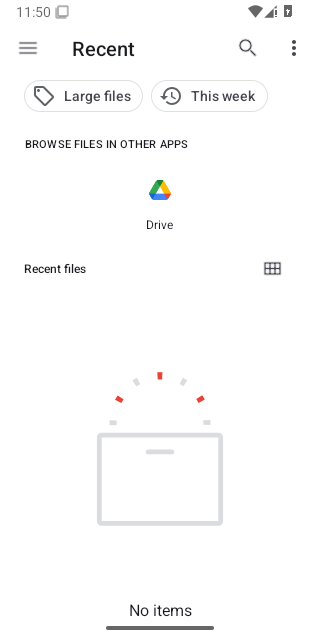 11:50
Recent
Large files
This week
BROWSE FILES IN OTHER APPS
Drive
Recent files
No items